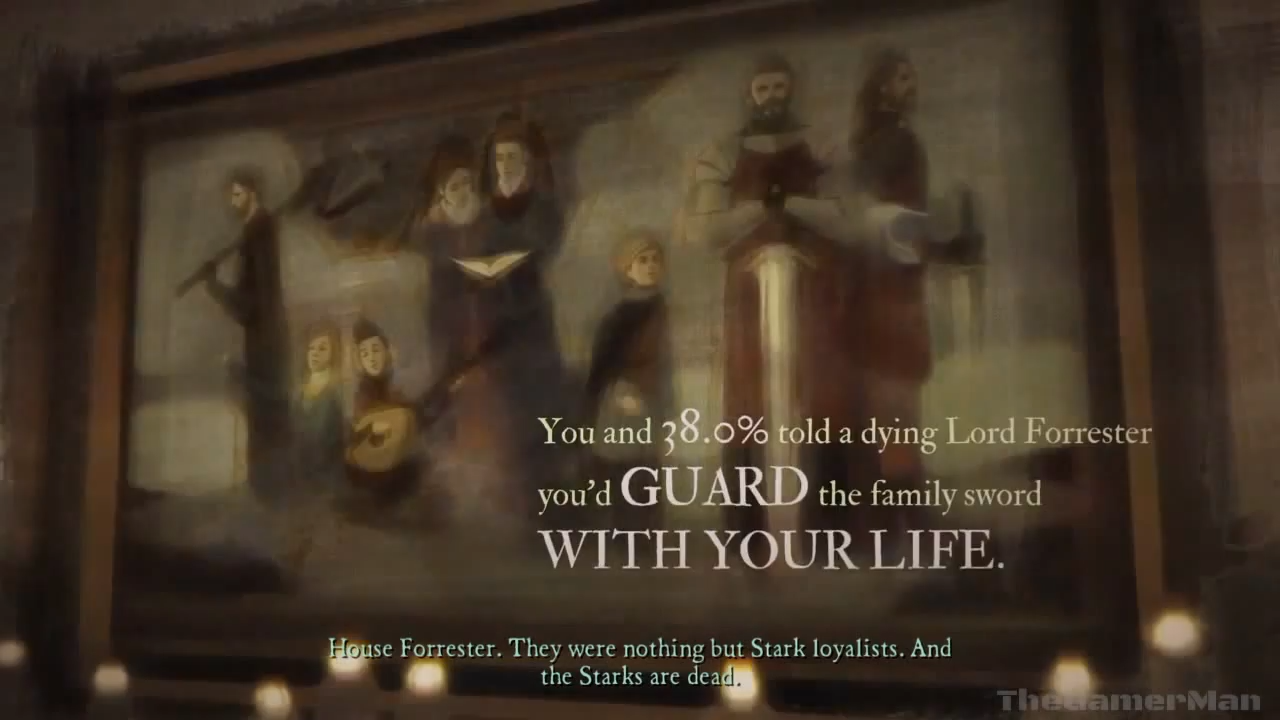 You and 38.0% told a dying Lord Forrester
you'd GUARD the family sword
WITH YOUR LIFE.
House Forrester. They were nothing but Stark loyalists. And
the Starks are dead.
TheGamerMan